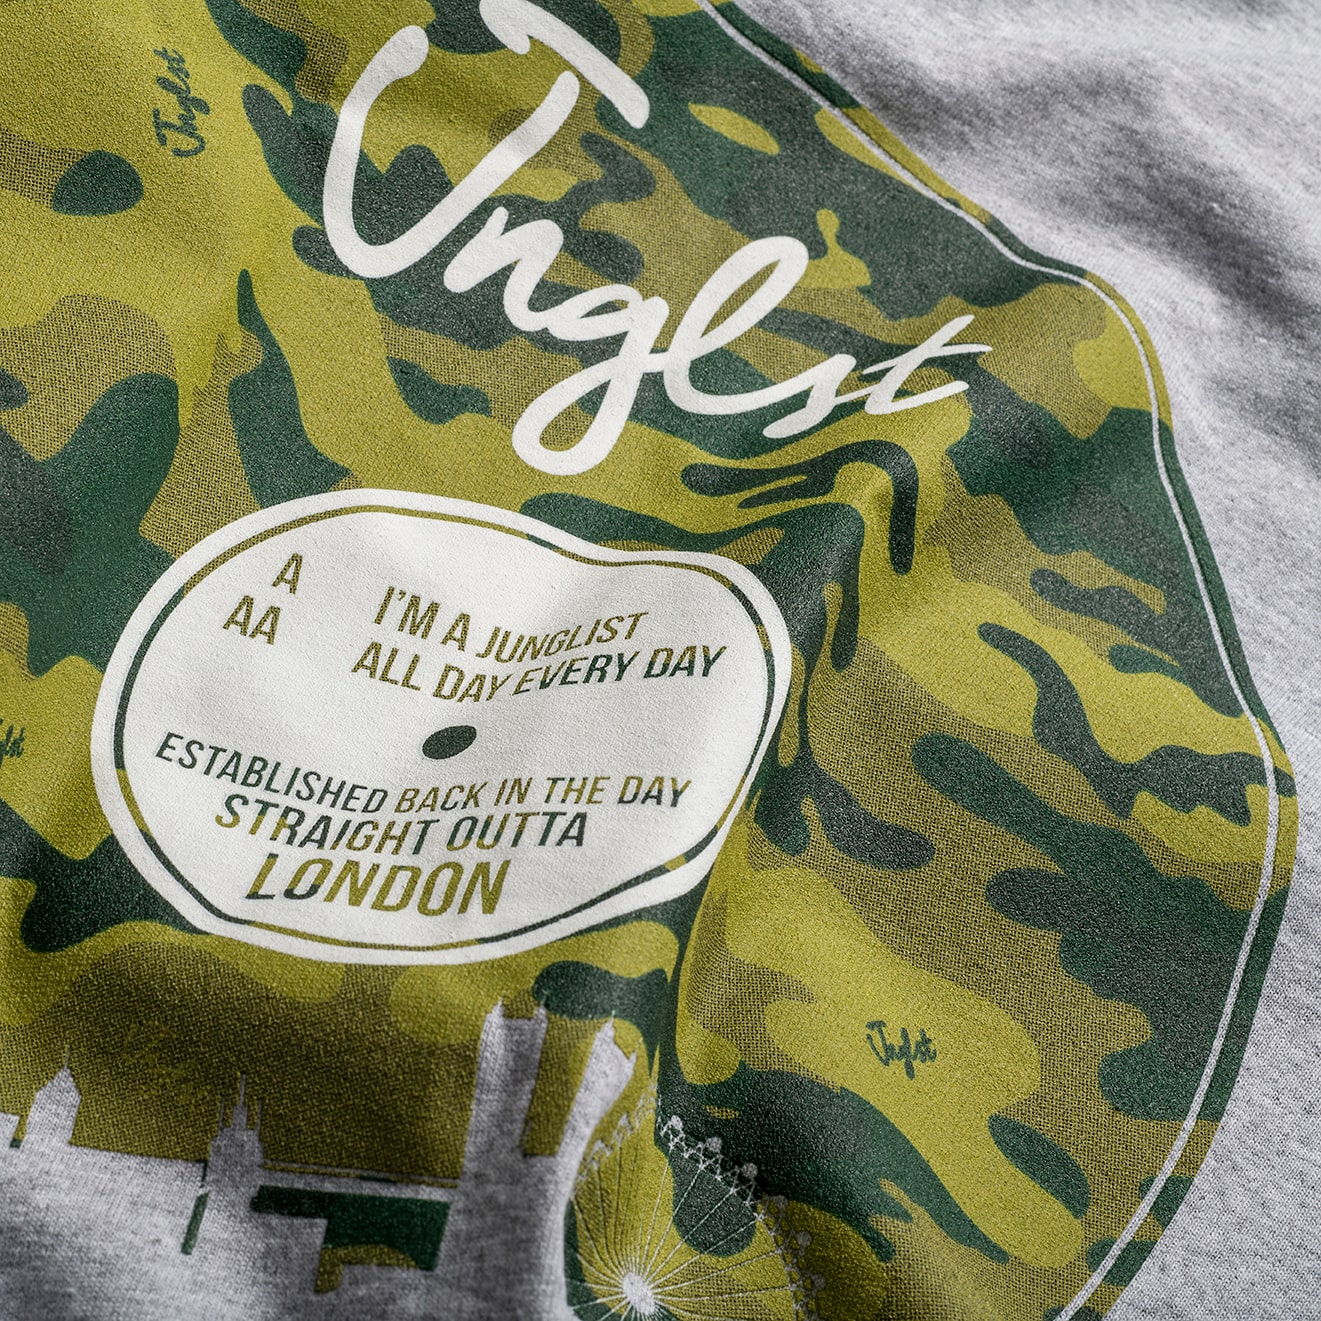 Jnglst
Jnglst
A
I'M A JUNGLIST
AA
ALL DAY EVERY DAY
ESTABLISHED BACK IN THE DAY
STRAIGHT OUTTA
LONDON
Jnglst